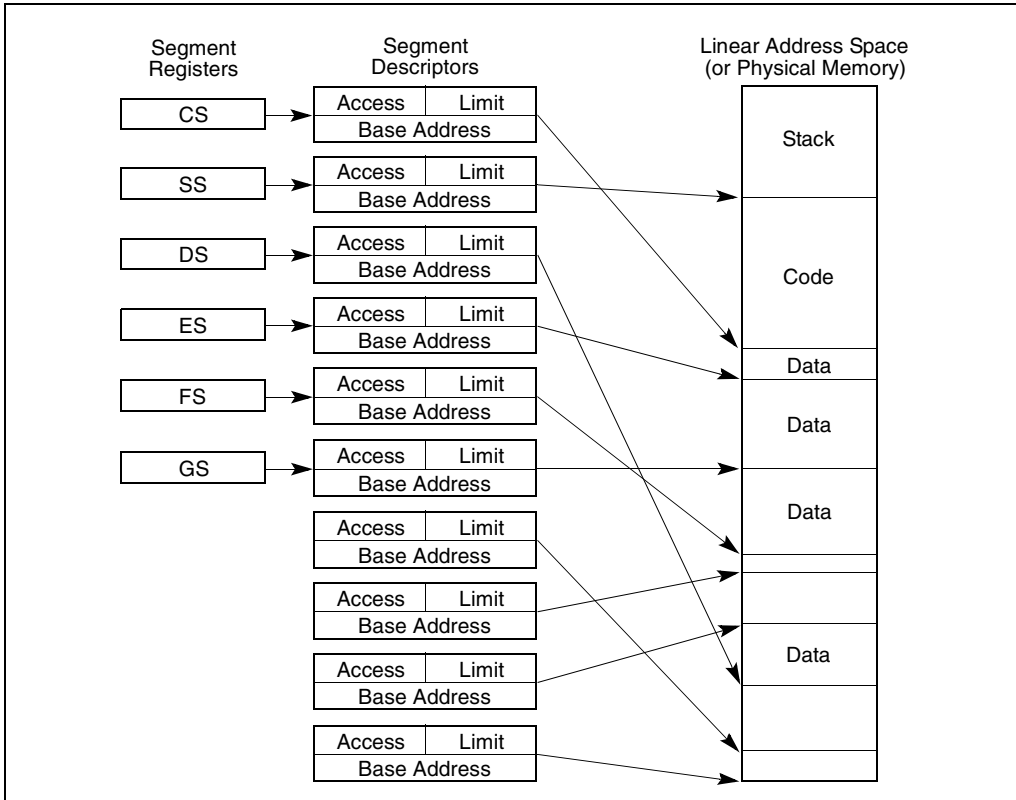 Segment
Registers
Segment
Descriptors
Linear Address Space
(or Physical Memory)
CS
Access Limit
Base Address
Stack
SS
Access Limit
Base Address
DS
Access Limit
Base Address
Code
ES
Access Limit
Base Address
Data
FS
Access Limit
Base Address
Data
GS
Access Limit
Base Address
Data
Access Limit
Base Address
Access Limit
Base Address
Access Limit
Base Address
Data
Access Limit
Base Address